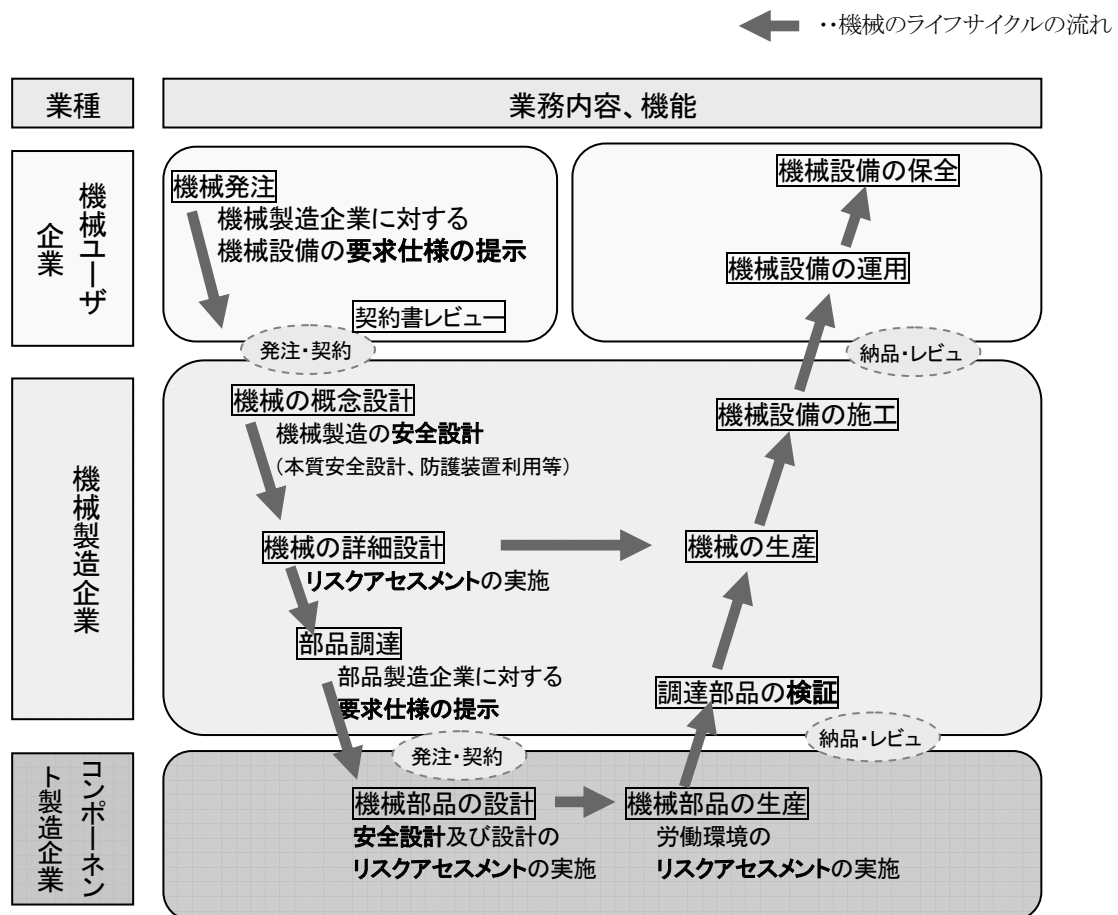 ‥機械のライフサイクルの流れ
業種
業務内容、機能
機械ユーザ
企業
機械発注
機械製造企業に対する
機械設備の要求仕様の提示
契約書レビュー
発注・契約
機械設備の保全
機械設備の運用
納品・レビュ
機械製造企業
機械の概念設計
機械製造の安全設計
（本質安全設計、防護装置利用等）
機械の詳細設計
リスクアセスメントの実施
部品調達
部品製造企業に対する
要求仕様の提示
発注・契約
機械設備の施工
機械の生産
調達部品の検証
納品・レビュ
コンポーネン
ト製造企業
機械部品の設計
安全設計及び設計の
リスクアセスメントの実施
機械部品の生産
労働環境の
リスクアセスメントの実施